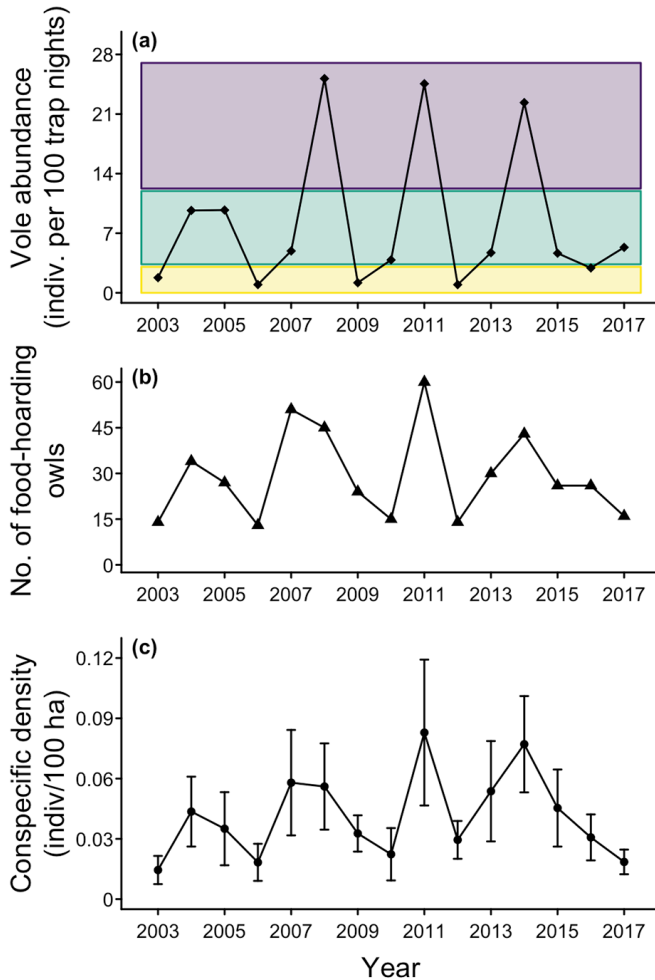 (a)
Vole abundance
(indiv. per 100 trap nights)
28
21
14
7
0
2003 2005 2007 2009 2011 2013 2015 2017
(b)
No. of food-hoarding
owls
60
45
30
15
0
2003 2005 2007 2009 2011 2013 2015 2017
(c)
Conspecific density
(indiv/100 ha)
0.12
0.09
0.06
0.03
0
2003 2005 2007 2009 2011 2013 2015 2017
Year